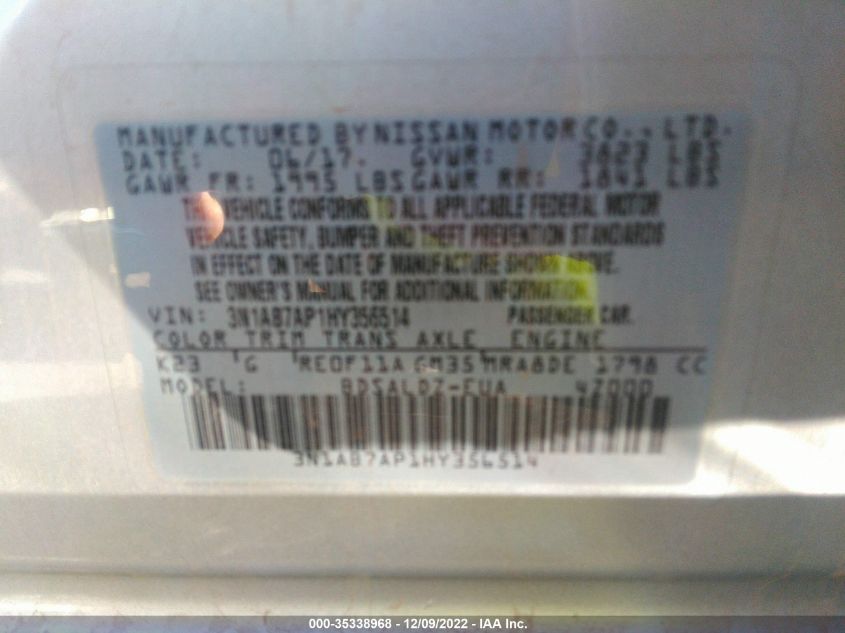 MANUFACTURED BY NISSAN MOTOR CO., LTD.
DATE: 06/17. GVWR: 3823 LBS
GAWR FR: 1995 LBS GAWR RR: 1841 LBS
THIS VEHICLE CONFORMS TO ALL APPLICABLE FEDERAL MOTOR
VEHICLE SAFETY, BUMPER AND THEFT PREVENTION STANDARDS
IN EFFECT ON THE DATE OF MANUFACTURE SHOWN ABOVE.
SEE OWNER'S MANUAL FOR ADDITIONAL INFORMATION.
VIN: 3N1AB7AP1HY356514 PASSENGER CAR.
COLOR TRIM TRANS AXLE ENGINE
K23 G RE0F11A GM35 MRA8DE 1798 CC
MODEL: BDSALDZ-EUA 4Z000
3N1AB7AP1HY356514
000-35338968 - 12/09/2022 - IAA Inc.